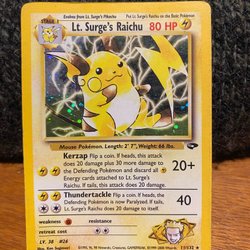 STAGE 1
Evolves from Lt. Surge's Pikachu
Put Lt. Surge's Raichu on the Basic Pokémon
Lt. Surge's Raichu 80 HP
Mouse Pokémon. Length: 2' 7", Weight: 66 lbs.
Kerzap Flip a coin. If heads, this attack
does 20 damage plus 30 more damage to
the Defending Pokémon and discard all
Energy cards attached to Lt. Surge's
Raichu. If tails, this attack does 20 damage.
20+
Thundertackle Flip a coin. If heads,
the Defending Pokémon is now Paralyzed. If tails,
Lt. Surge's Raichu does 30 damage to itself.
30
weakness
resistance
retreat cost
LV. 38 #26
11/132